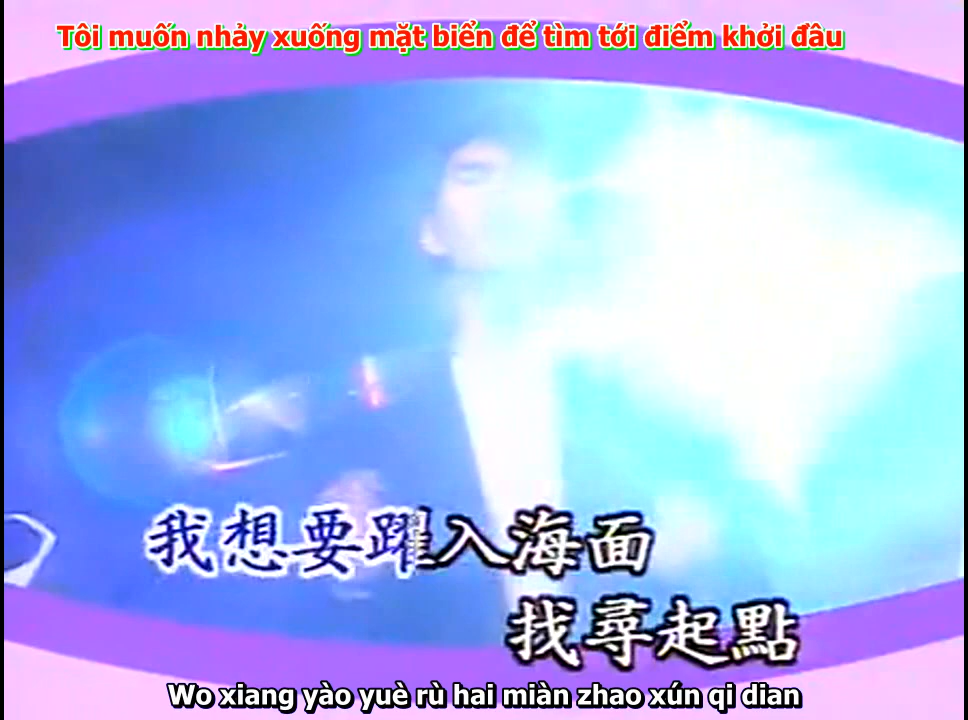 Tôi muốn nhảy xuống mặt biển để tìm tới điểm khởi đầu
我想要躍入海面
找尋起點
Wo xiang yào yuè rù hai miàn zhao xún qi dian